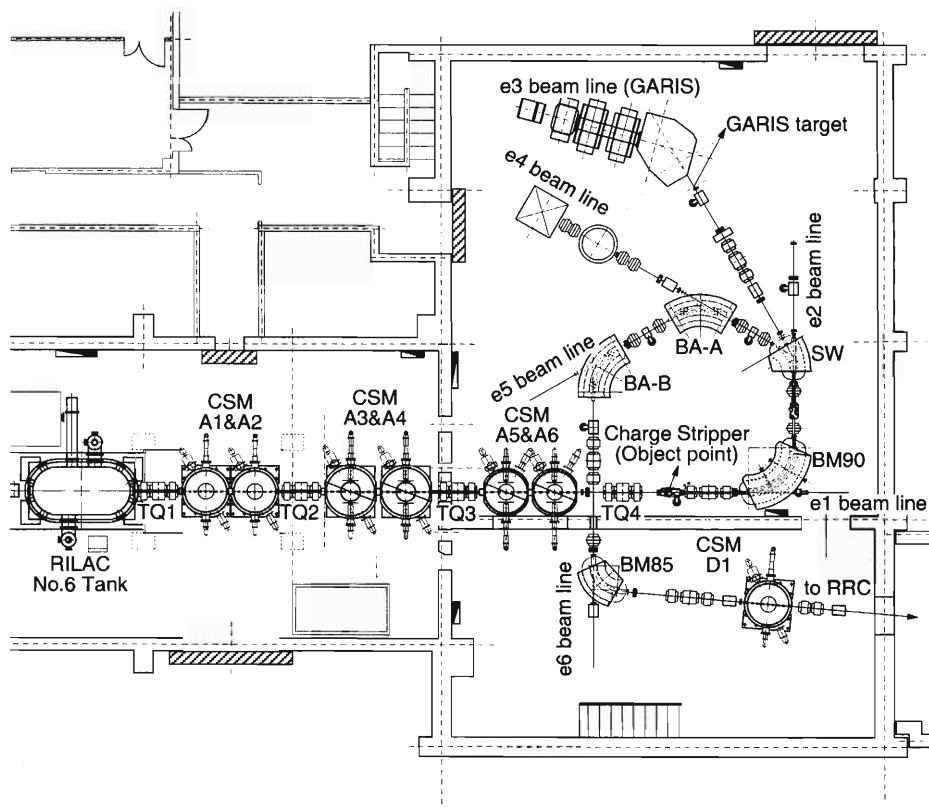 e3 beam line (GARIS)
GARIS target
e4 beam line
e2 beam line
BA-A
SW
BA-B
e5 beam line
CSM
A1&A2
CSM
A3&A4
CSM
A5&A6
Charge Stripper
(Object point)
BM90
TQ1
TQ2
TQ3
TQ4
e1 beam line
RILAC
No.6 Tank
BM85
CSM
D1
to RRC
e6 beam line